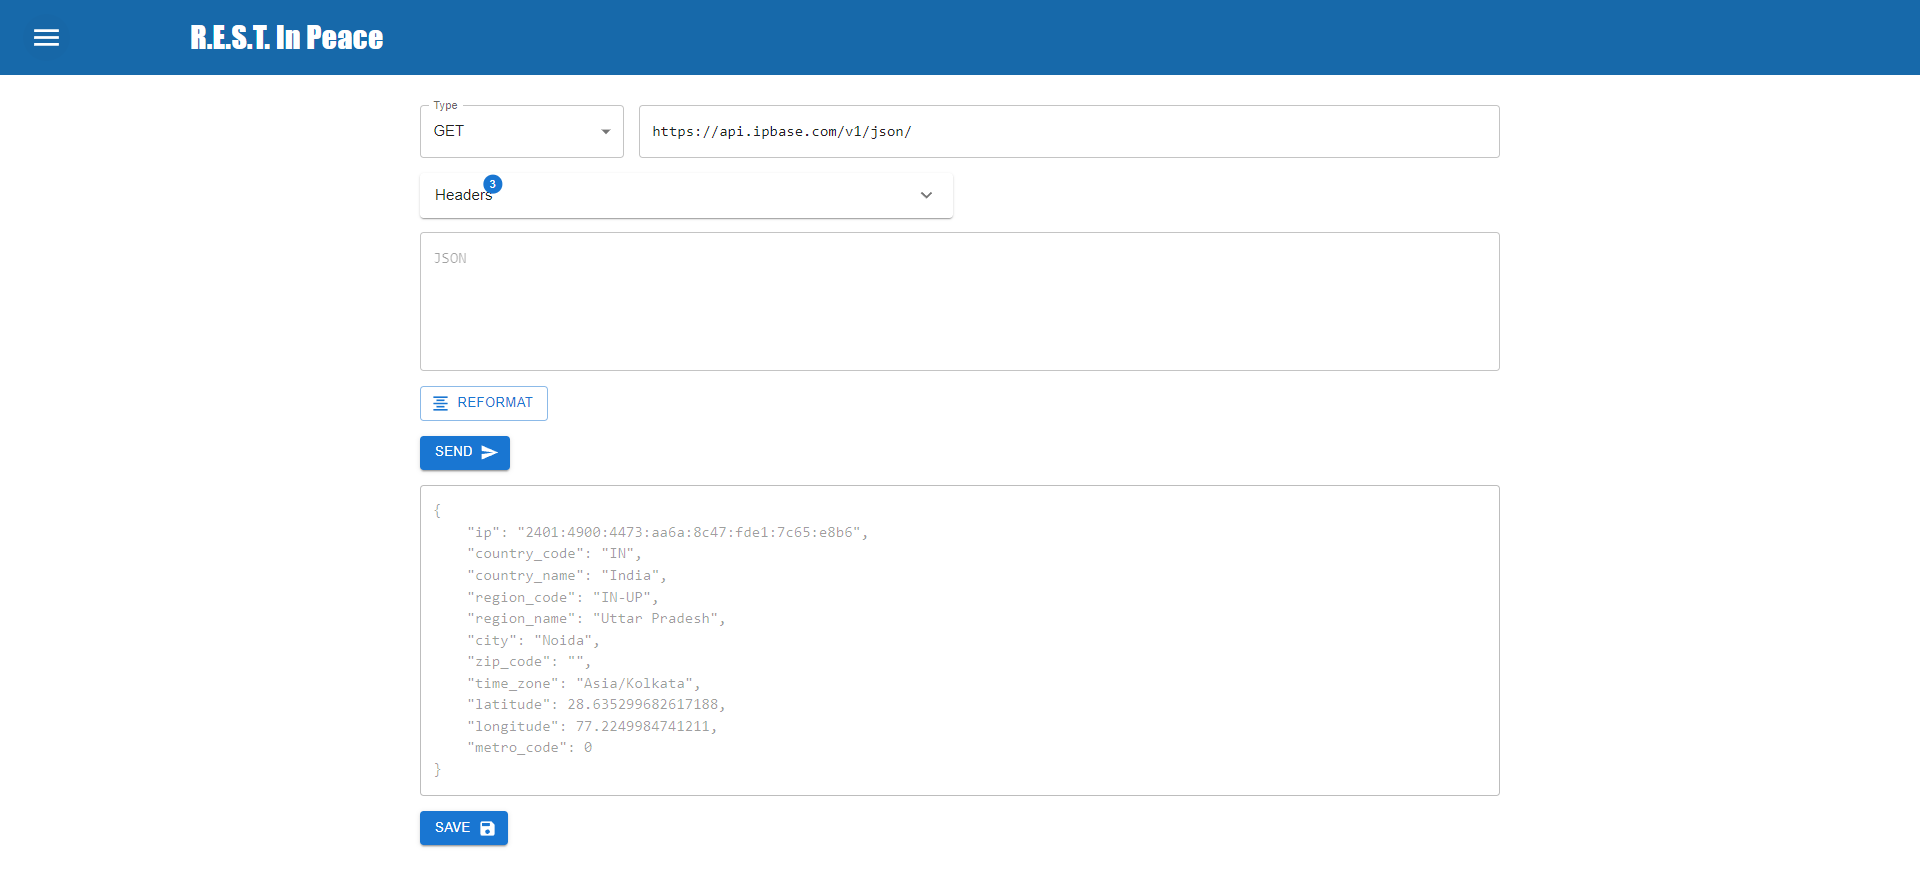 R.E.S.T. In Peace
Type
GET
https://api.ipbase.com/v1/json/
Headers 3
JSON
REFORMAT
SEND
{
    "ip": "2401:4900:4473:aa6a:8c47:fde1:7c65:e8b6",
    "country_code": "IN",
    "country_name": "India",
    "region_code": "IN-UP",
    "region_name": "Uttar Pradesh",
    "city": "Noida",
    "zip_code": "",
    "time_zone": "Asia/Kolkata",
    "latitude": 28.635299682617188,
    "longitude": 77.2249984741211,
    "metro_code": 0
}
SAVE